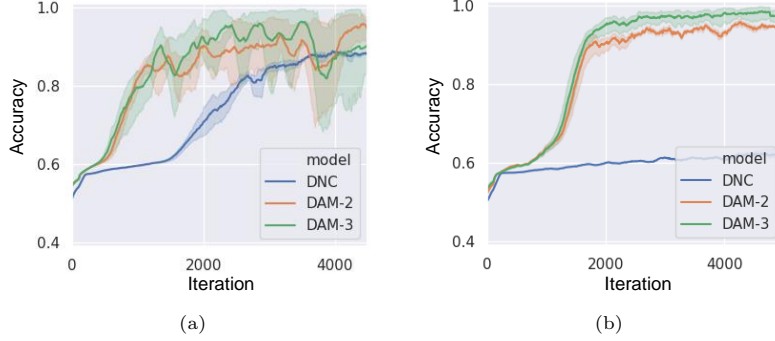 1.0
0.8
0.6
0.4
Accuracy
model
DNC
DAM-2
DAM-3
0 2000 4000
Iteration
(a)
1.0
0.8
0.6
0.4
Accuracy
model
DNC
DAM-2
DAM-3
0 2000 4000
Iteration
(b)